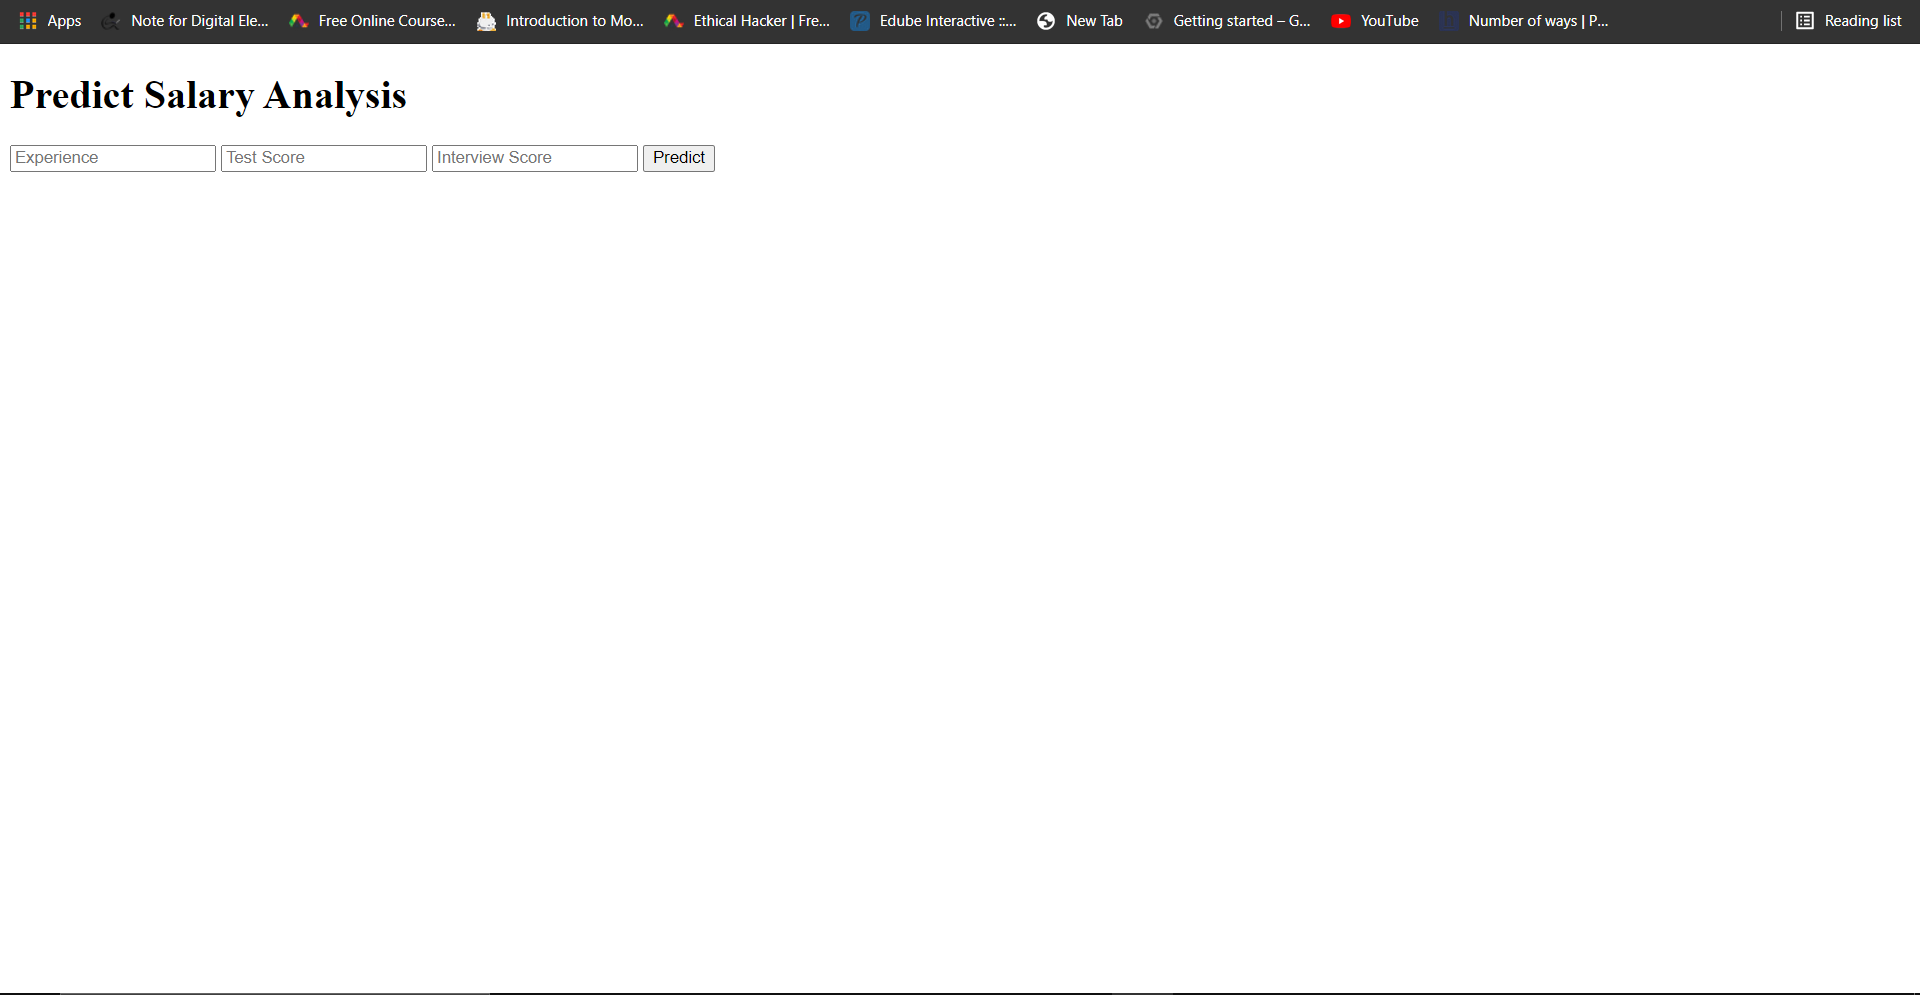 Apps Note for Digital Ele... Free Online Course... Introduction to Mo... Ethical Hacker | Fre... Edube Interactive ::... New Tab Getting started – G... YouTube Number of ways | P... Reading list
Predict Salary Analysis
Experience Test Score Interview Score Predict